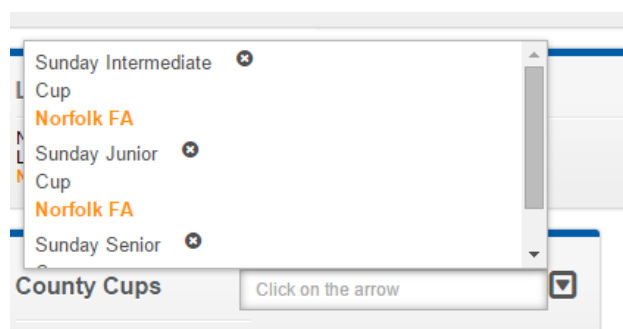 Sunday Intermediate
Cup
Norfolk FA
Sunday Junior
Cup
Norfolk FA
Sunday Senior
County Cups
Click on the arrow